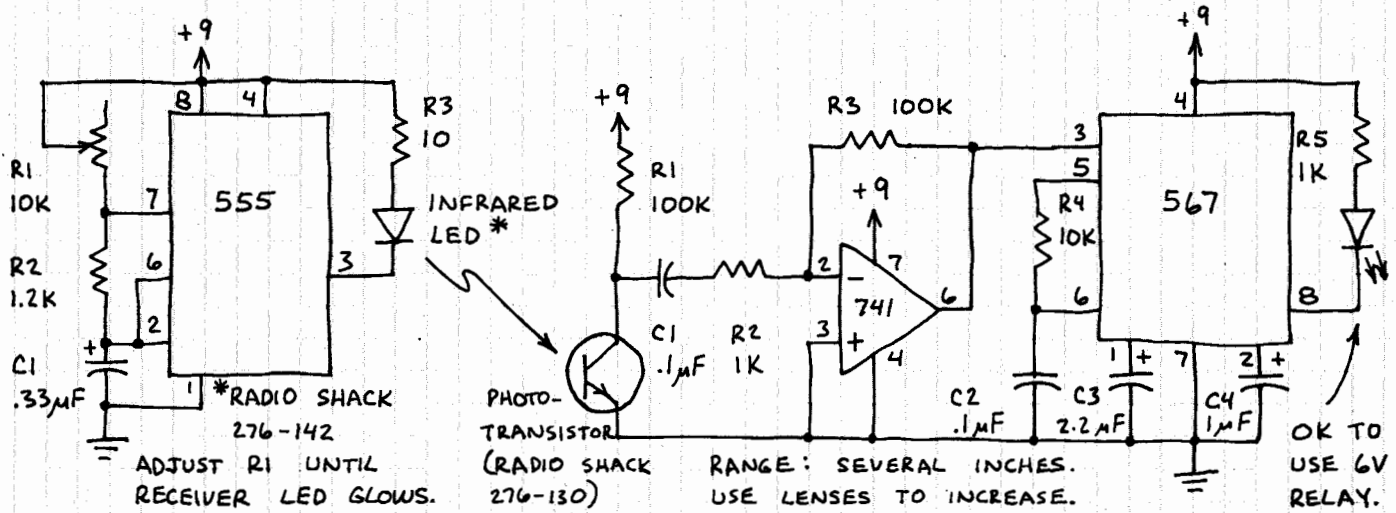 +9
8
4
R3
10
R1
10K
7
555
INFRARED
LED *
6
3
R2
1.2K
2
+
C1
.33µF
1
*RADIO SHACK
276-142
ADJUST R1 UNTIL
RECEIVER LED GLOWS.
+9
R1
100K
R3 100K
+9
2
-
7
741
6
3
+
4
C1
.1µF
R2
1K
PHOTO-
TRANSISTOR
(RADIO SHACK
276-130)
RANGE: SEVERAL INCHES.
USE LENSES TO INCREASE.
+9
4
3
5
R5
1K
567
R4
10K
6
8
1
+
7
2
+
C2
.1µF
C3
2.2µF
C4
1µF
OK TO
USE 6V
RELAY.